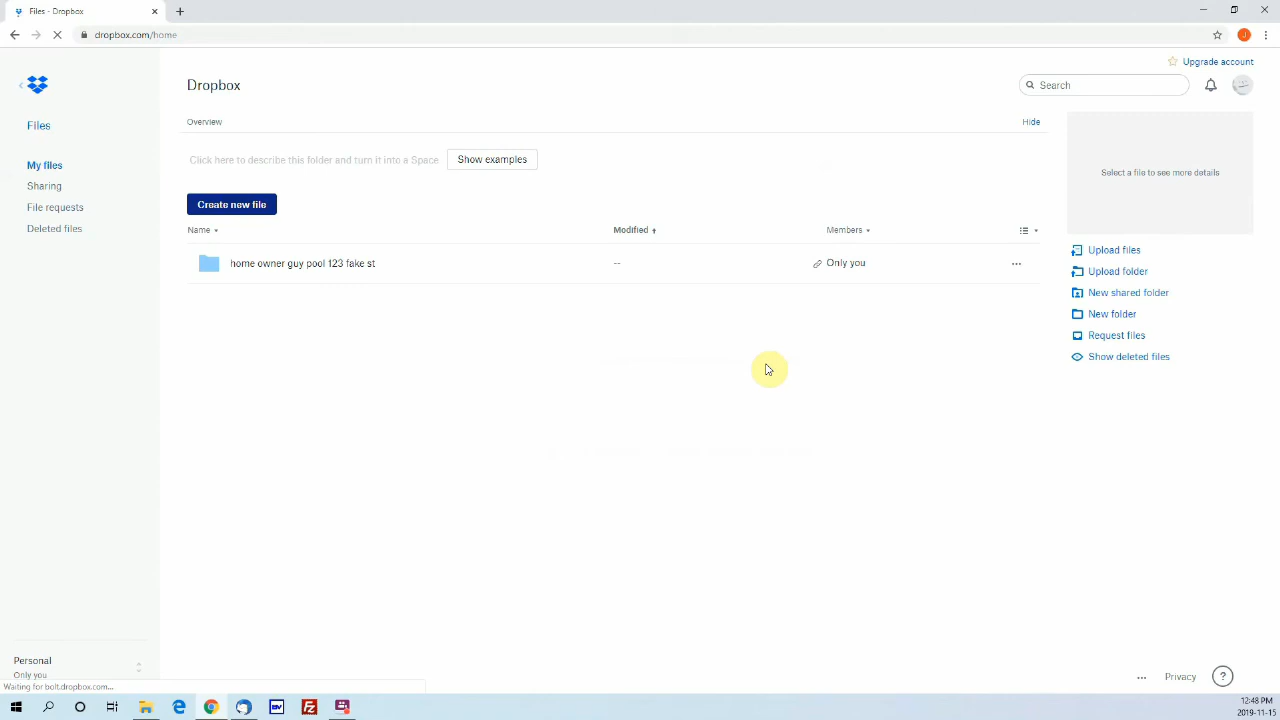 Files - Dropbox
dropbox.com/home
Upgrade account
Dropbox
Search
Files
Overview
Hide
Click here to describe this folder and turn it into a Space
Show examples
Select a file to see more details
My files
Sharing
File requests
Deleted files
Create new file
Name
Modified
Members
home owner guy pool 123 fake st
--
Only you
Upload files
Upload folder
New shared folder
New folder
Request files
Show deleted files
Personal
Only you
Waiting for bolt.dropbox.com...
Privacy
?
J
BV
FZ
12:48 PM
2019-11-15